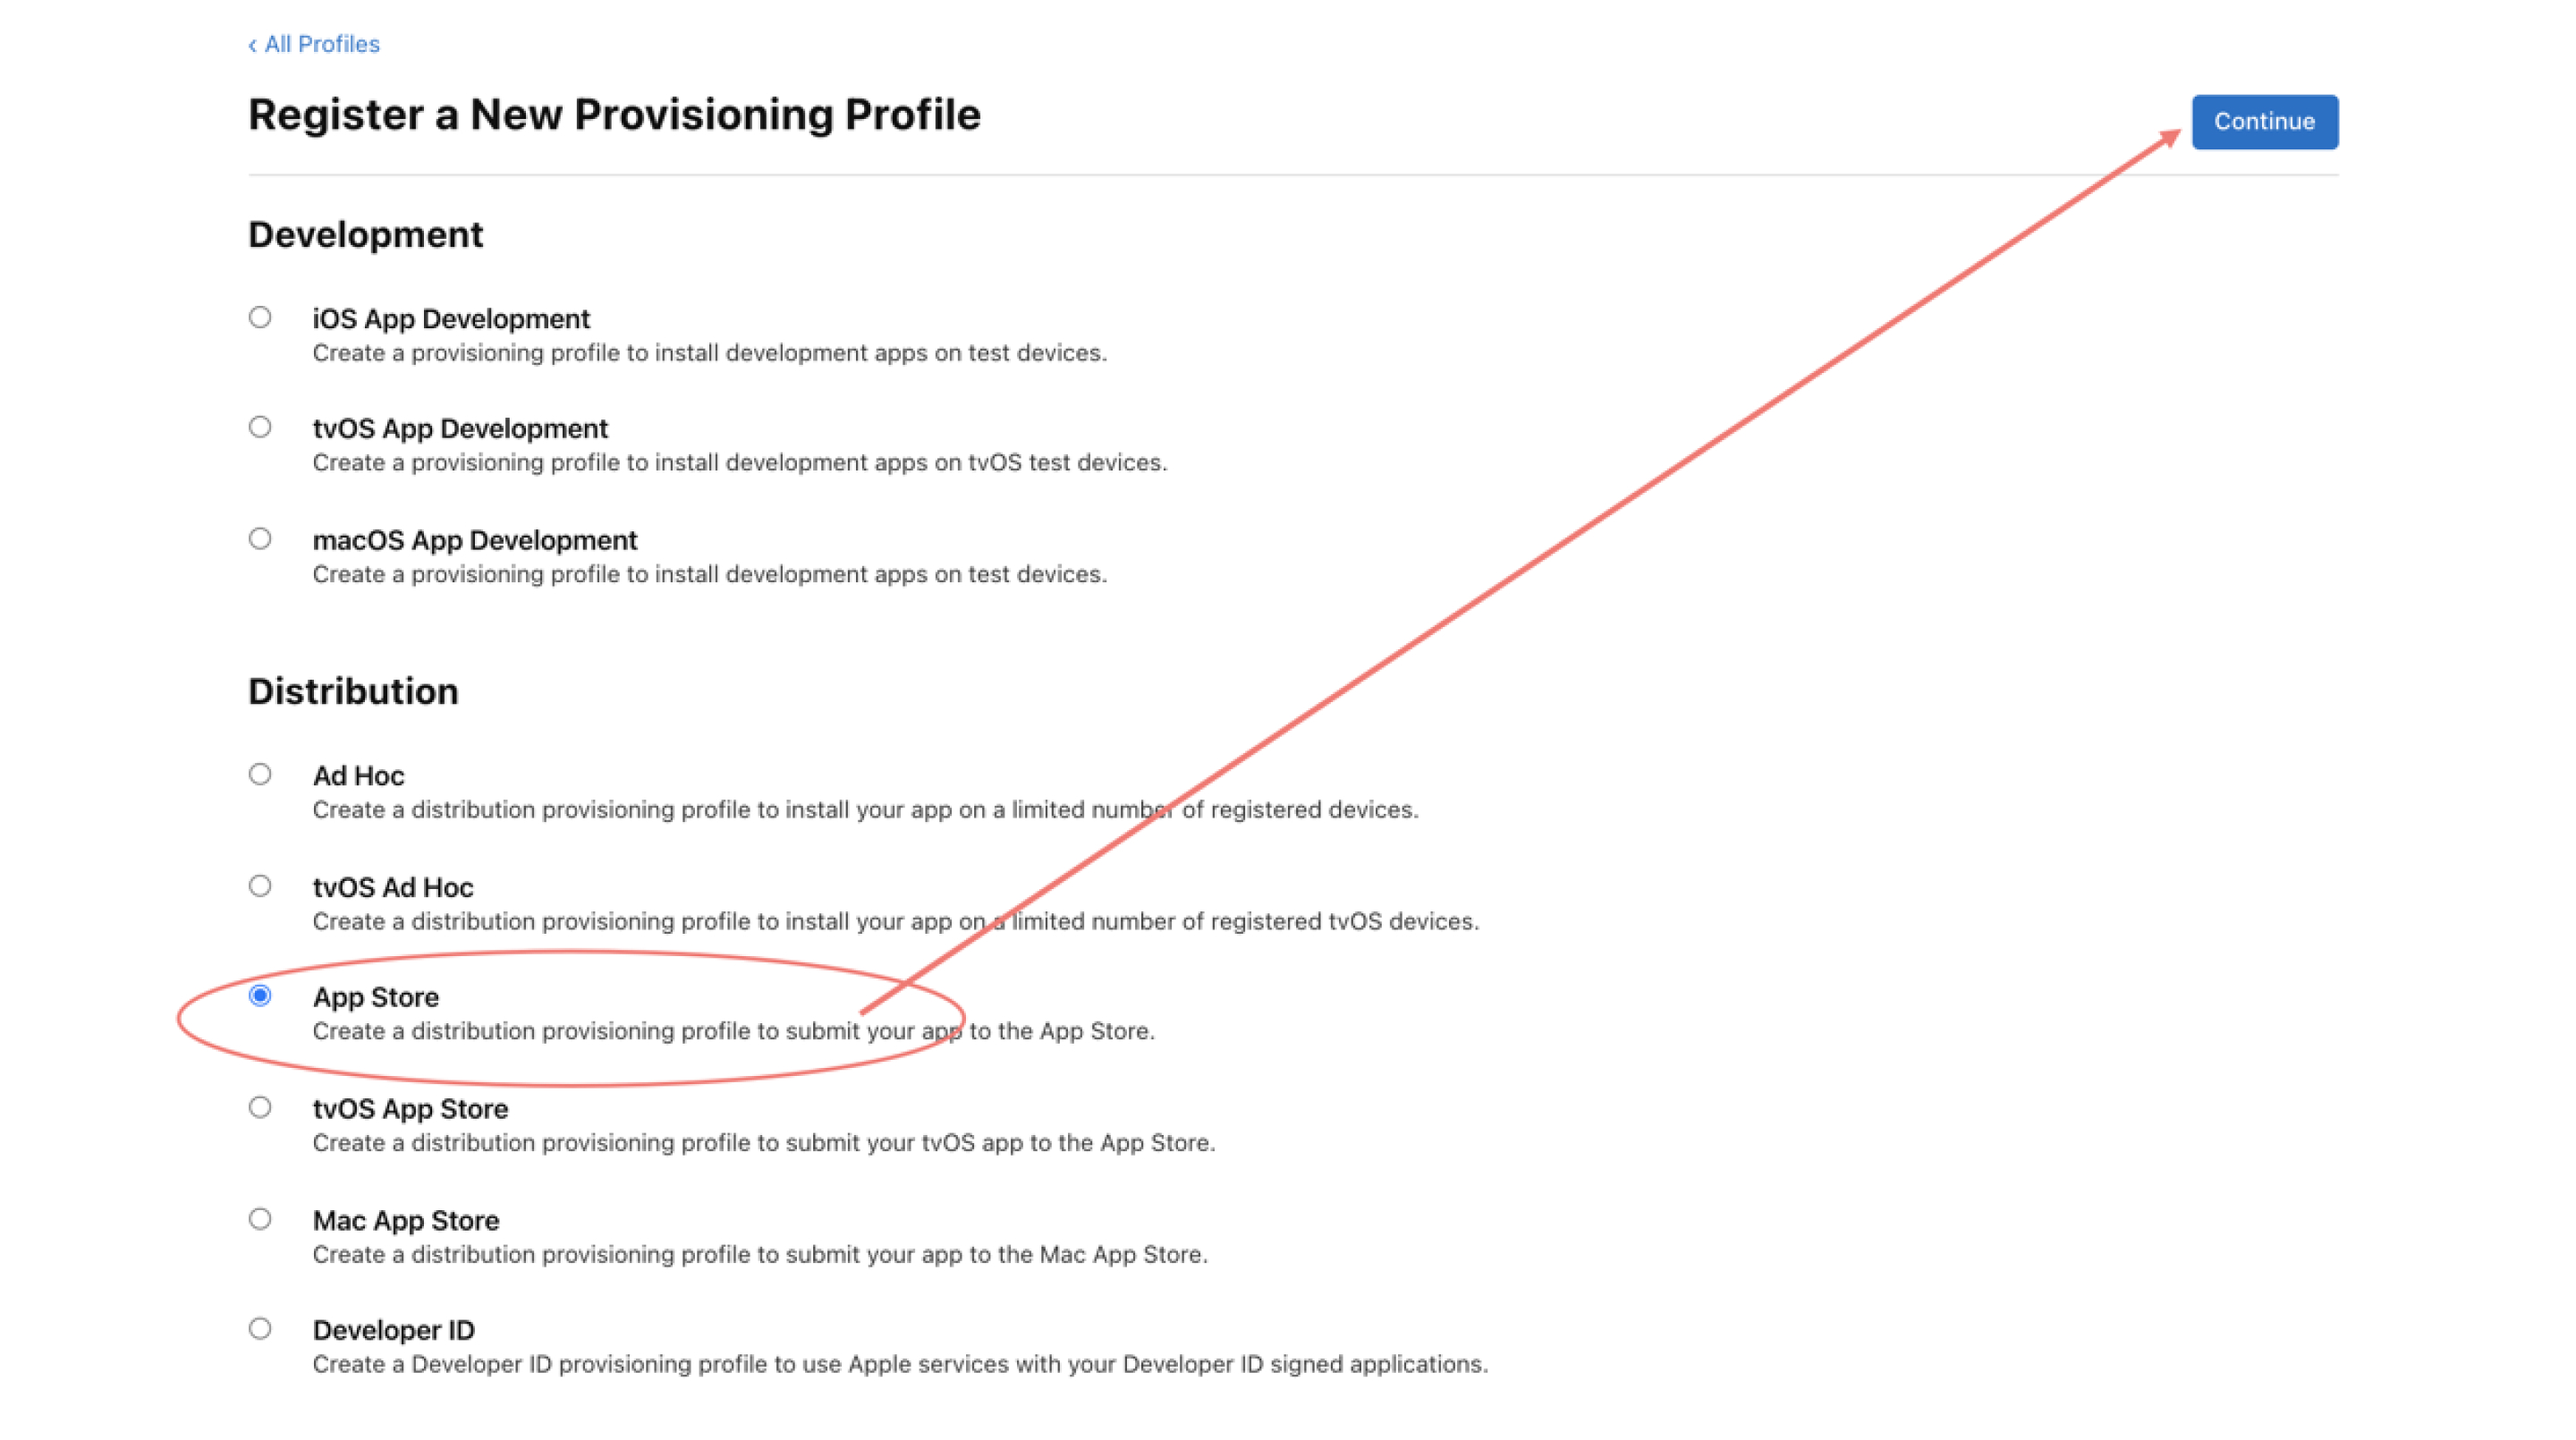 ‹ All Profiles
Register a New Provisioning Profile
Continue
Development
iOS App Development
Create a provisioning profile to install development apps on test devices.
tvOS App Development
Create a provisioning profile to install development apps on tvOS test devices.
macOS App Development
Create a provisioning profile to install development apps on test devices.
Distribution
Ad Hoc
Create a distribution provisioning profile to install your app on a limited number of registered devices.
tvOS Ad Hoc
Create a distribution provisioning profile to install your app on a limited number of registered tvOS devices.
App Store
Create a distribution provisioning profile to submit your app to the App Store.
tvOS App Store
Create a distribution provisioning profile to submit your tvOS app to the App Store.
Mac App Store
Create a distribution provisioning profile to submit your app to the Mac App Store.
Developer ID
Create a Developer ID provisioning profile to use Apple services with your Developer ID signed applications.